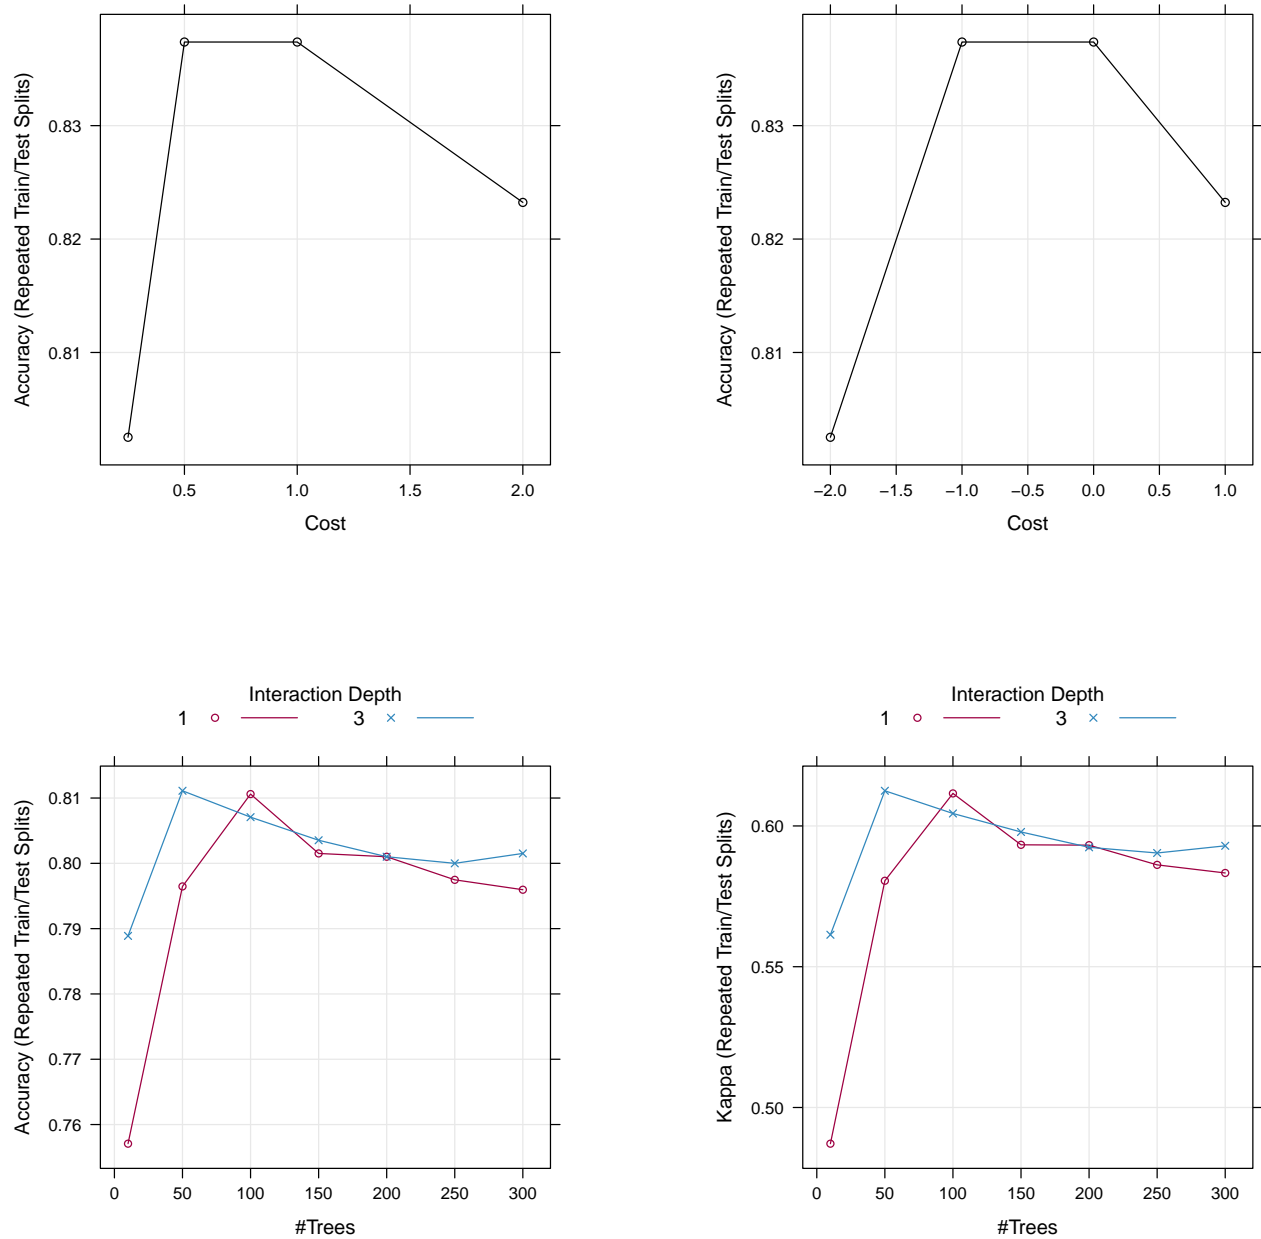 Accuracy (Repeated Train/Test Splits)
0.83
0.82
0.81
0.5 1.0 1.5 2.0
Cost
Accuracy (Repeated Train/Test Splits)
0.83
0.82
0.81
−2.0 −1.5 −1.0 −0.5 0.0 0.5 1.0
Cost
Interaction Depth
1 3
Accuracy (Repeated Train/Test Splits)
0.81
0.80
0.79
0.78
0.77
0.76
0 50 100 150 200 250 300
#Trees
Interaction Depth
1 3
Kappa (Repeated Train/Test Splits)
0.60
0.55
0.50
0 50 100 150 200 250 300
#Trees